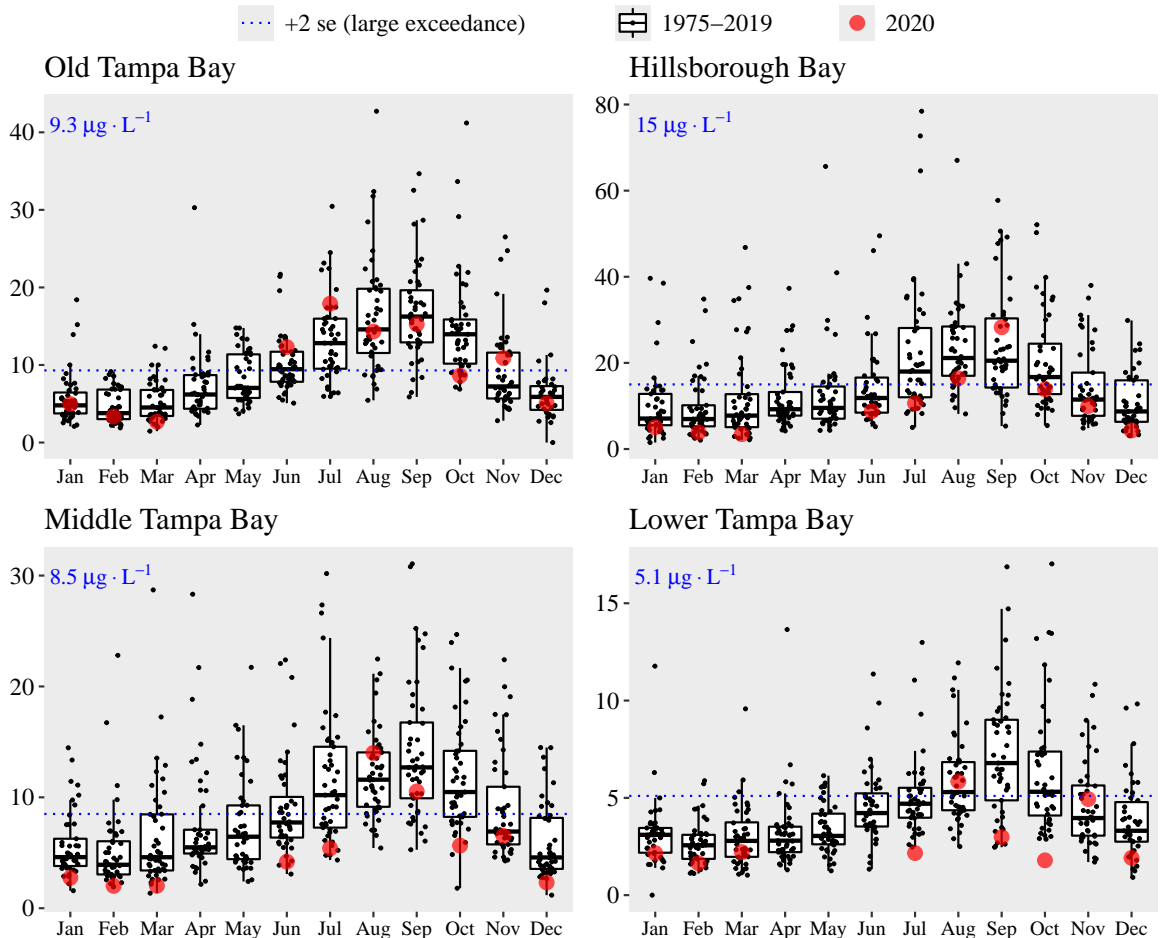 +2 se (large exceedance) 1975–2019 2020
Old Tampa Bay
9.3 μg · L⁻¹
40
30
20
10
0
Jan Feb Mar Apr May Jun Jul Aug Sep Oct Nov Dec
Hillsborough Bay
15 μg · L⁻¹
80
60
40
20
0
Jan Feb Mar Apr May Jun Jul Aug Sep Oct Nov Dec
Middle Tampa Bay
8.5 μg · L⁻¹
30
20
10
0
Jan Feb Mar Apr May Jun Jul Aug Sep Oct Nov Dec
Lower Tampa Bay
5.1 μg · L⁻¹
15
10
5
0
Jan Feb Mar Apr May Jun Jul Aug Sep Oct Nov Dec